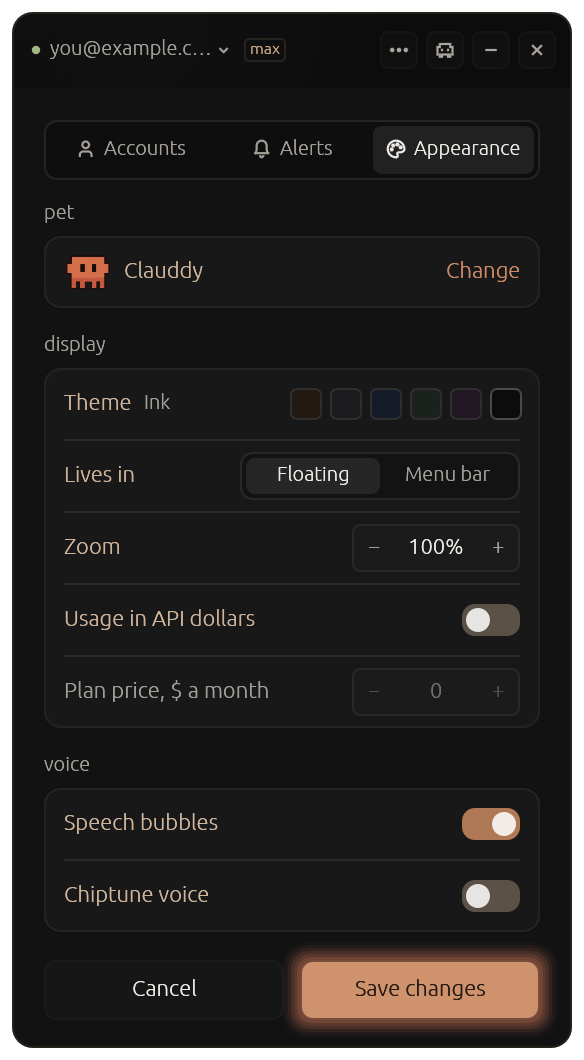 you@example.c... max
Accounts Alerts Appearance
pet
Clauddy Change
display
Theme Ink
Lives in Floating Menu bar
Zoom − 100% +
Usage in API dollars
Plan price, $ a month − 0 +
voice
Speech bubbles
Chiptune voice
Cancel Save changes